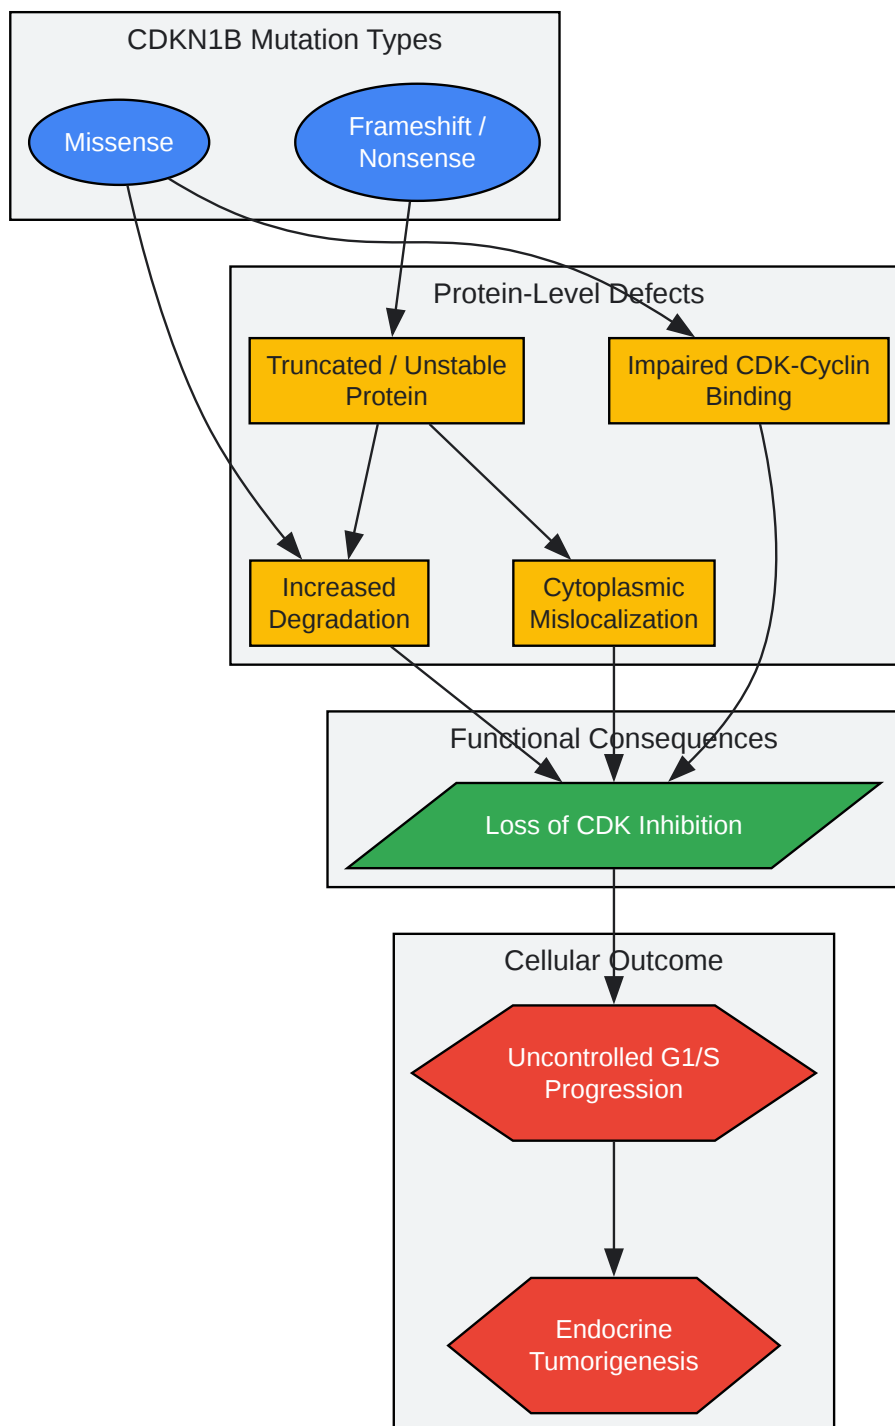 CDKN1B Mutation Types
Missense
Frameshift /
Nonsense
Protein-Level Defects
Truncated / Unstable
Protein
Impaired CDK-Cyclin
Binding
Increased
Degradation
Cytoplasmic
Mislocalization
Functional Consequences
Loss of CDK Inhibition
Cellular Outcome
Uncontrolled G1/S
Progression
Endocrine
Tumorigenesis